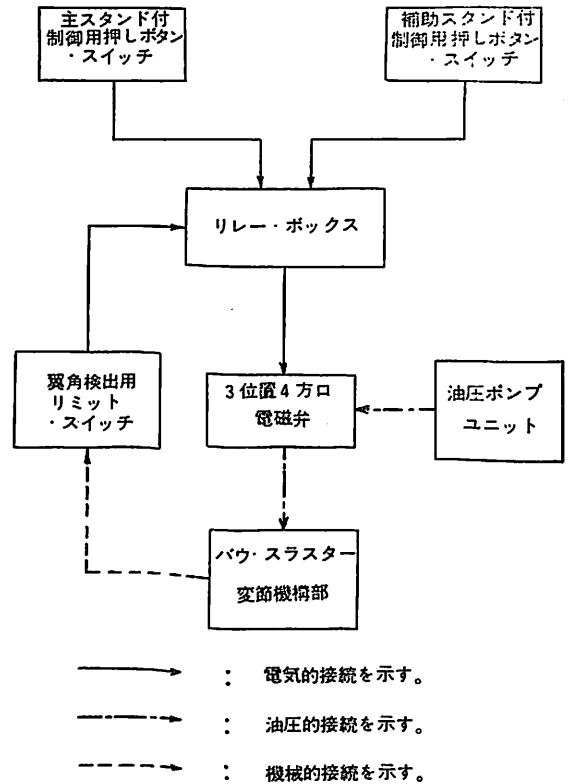 主スタンド付
制御用押しボタン
・スイッチ
補助スタンド付
制御用押しボタン
・スイッチ
リレー・ボックス
翼角検出用
リミット
・スイッチ
3位置4方口
電磁弁
油圧ポンプ
ユニット
バウ・スラスター
変節機構部
： 電気的接続を示す。
： 油圧的接続を示す。
： 機械的接続を示す。